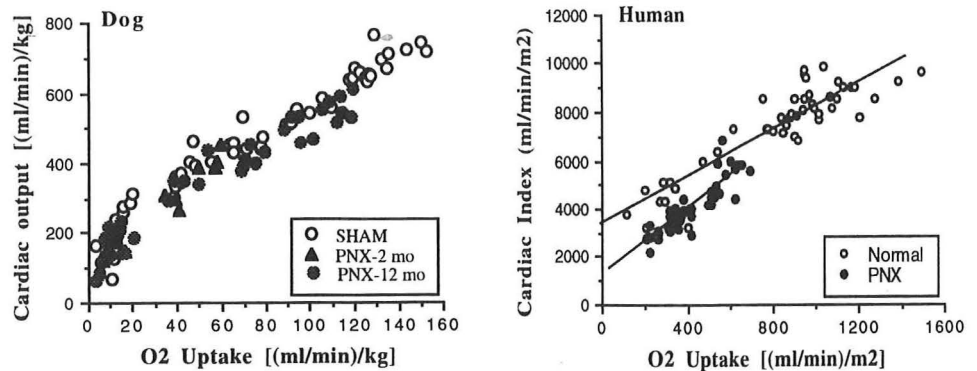 Dog
Cardiac output [(ml/min)/kg]
800
600
400
200
0
0 20 40 60 80 100 120 140 160
O2 Uptake [(ml/min)/kg]
SHAM
PNX-2 mo
PNX-12 mo
Human
Cardiac Index (ml/min/m2)
12000
10000
8000
6000
4000
2000
0
0 400 800 1200 1600
O2 Uptake [(ml/min)/m2]
Normal
PNX